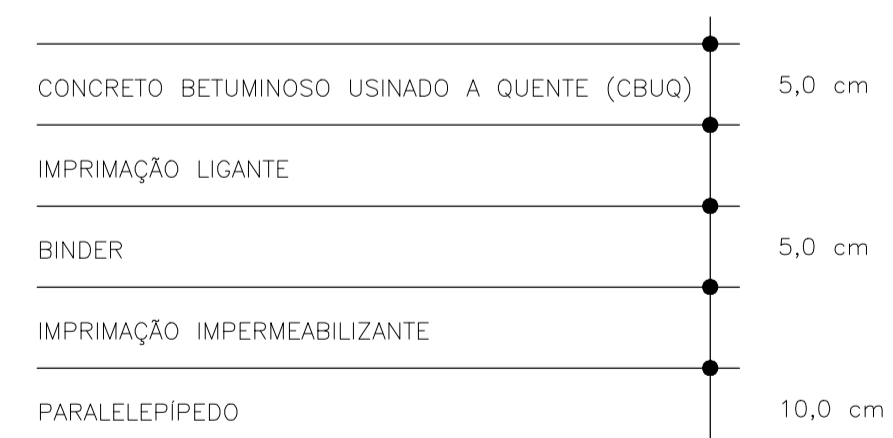 CONCRETO BETUMINOSO USINADO A QUENTE (CBUQ) 5,0 cm
IMPRIMAÇÃO LIGANTE
BINDER 5,0 cm
IMPRIMAÇÃO IMPERMEABILIZANTE
PARALELEPÍPEDO 10,0 cm